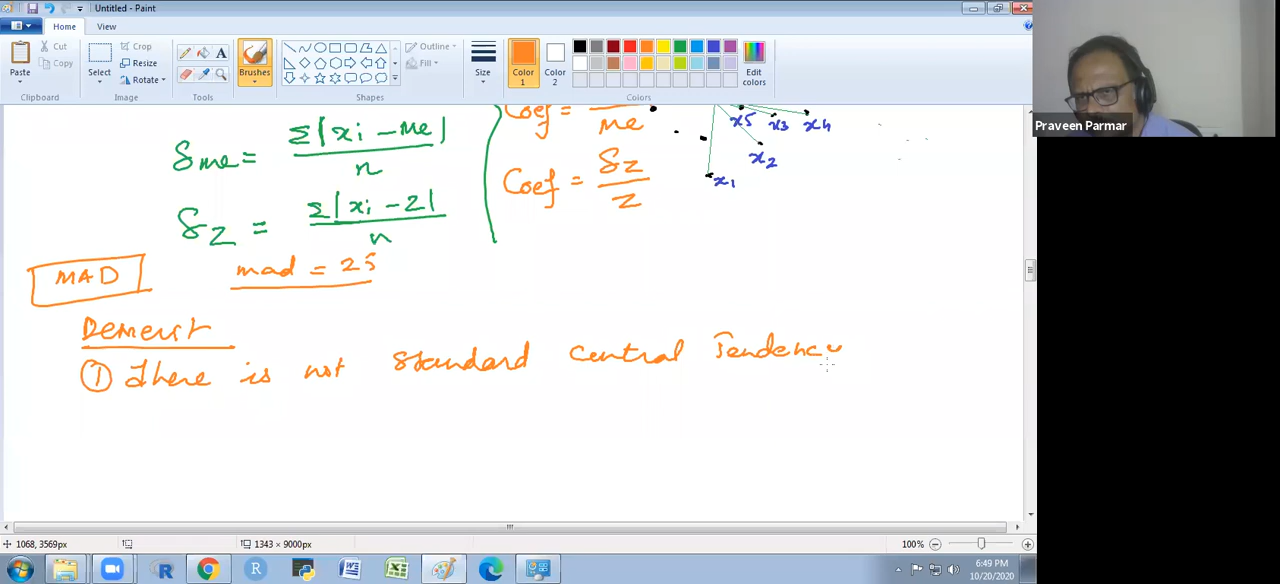 Untitled - Paint
Home View
Cut
Copy
Paste
Clipboard
Crop
Resize
Rotate
Select
Image
Tools
Brushes
Shapes
Outline
Fill
Size
Color 1
Color 2
Edit colors
Colors
δme = Σ|xi - Me| / n
Coef = / me
δz = Σ|xi - Z| / n
Coef = δz / Z
x5 x3 x4
x2
x1
MAD mad = 25
Demerit
① There is not standard central Tendency
Praveen Parmar
1068, 3569px
1343 × 9000px
100%
6:49 PM
10/20/2020